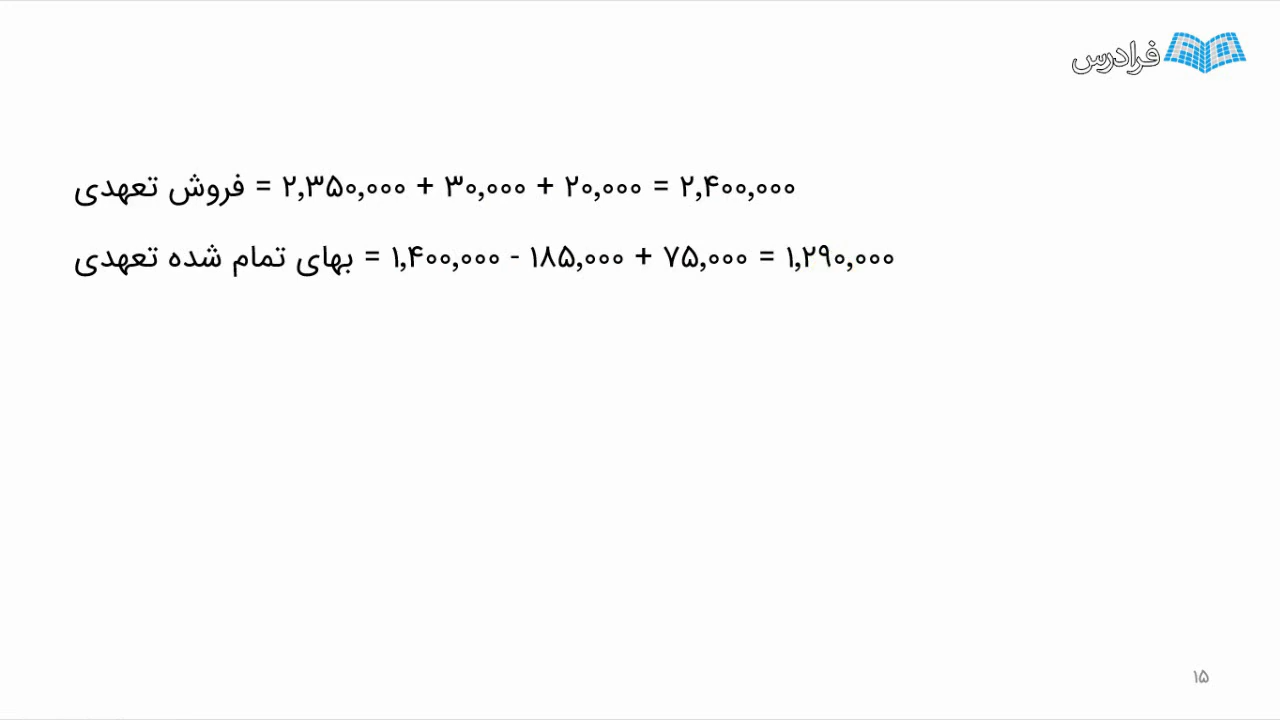 فرادرس
فروش تعهدی = ۲,۳۵۰,۰۰۰ + ۳۰,۰۰۰ + ۲۰,۰۰۰ = ۲,۴۰۰,۰۰۰
بهای تمام شده تعهدی = ۱,۴۰۰,۰۰۰ - ۱۸۵,۰۰۰ + ۷۵,۰۰۰ = ۱,۲۹۰,۰۰۰
۱۵